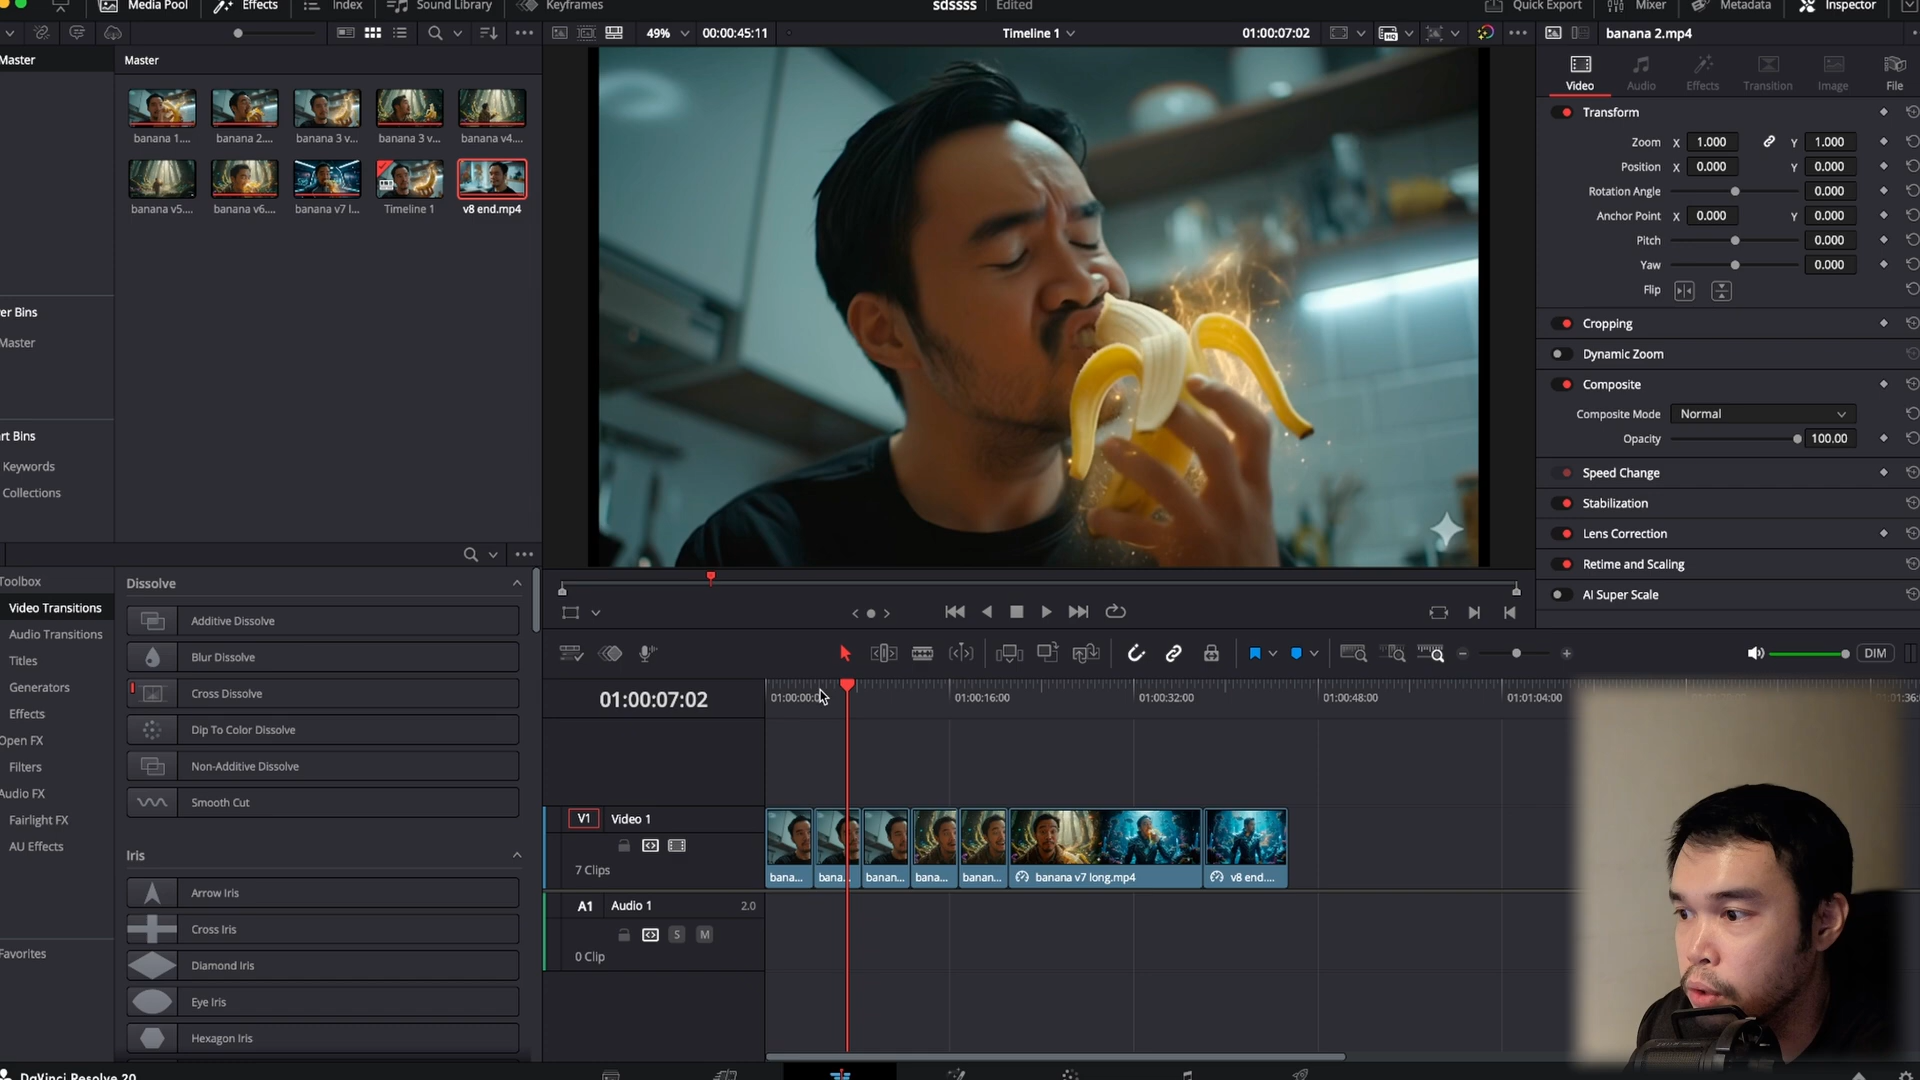 Media Pool
Effects
Index
Sound Library
Keyframes
sdssss
Edited
Quick Export
Mixer
Metadata
Inspector
49%
00:00:45:11
Timeline 1
01:00:07:02
banana 2.mp4
Master
Master
Video
Audio
Effects
Transition
Image
File
banana 1....
banana 2....
banana 3 v...
banana 3 v...
banana v4...
banana v5....
banana v6....
banana v7 l...
Timeline 1
v8 end.mp4
Transform
Zoom X 1.000 Y 1.000
Position X 0.000 Y 0.000
Rotation Angle 0.000
Anchor Point X 0.000 Y 0.000
Pitch 0.000
Yaw 0.000
Flip
Cropping
Dynamic Zoom
Composite
Composite Mode Normal
Opacity 100.00
Speed Change
Stabilization
Lens Correction
Retime and Scaling
AI Super Scale
er Bins
Master
rt Bins
Keywords
Collections
Toolbox
Video Transitions
Audio Transitions
Titles
Generators
Effects
Open FX
Filters
Audio FX
Fairlight FX
AU Effects
Favorites
Dissolve
Additive Dissolve
Blur Dissolve
Cross Dissolve
Dip To Color Dissolve
Non-Additive Dissolve
Smooth Cut
Iris
Arrow Iris
Cross Iris
Diamond Iris
Eye Iris
Hexagon Iris
DIM
01:00:07:02
01:00:16:00
01:00:32:00
01:00:48:00
01:01:04:00
V1 Video 1
7 Clips
bana...
bana...
banan...
bana...
banan...
banana v7 long.mp4
v8 end....
A1 Audio 1 2.0
S M
0 Clip
DaVinci Resolve 20